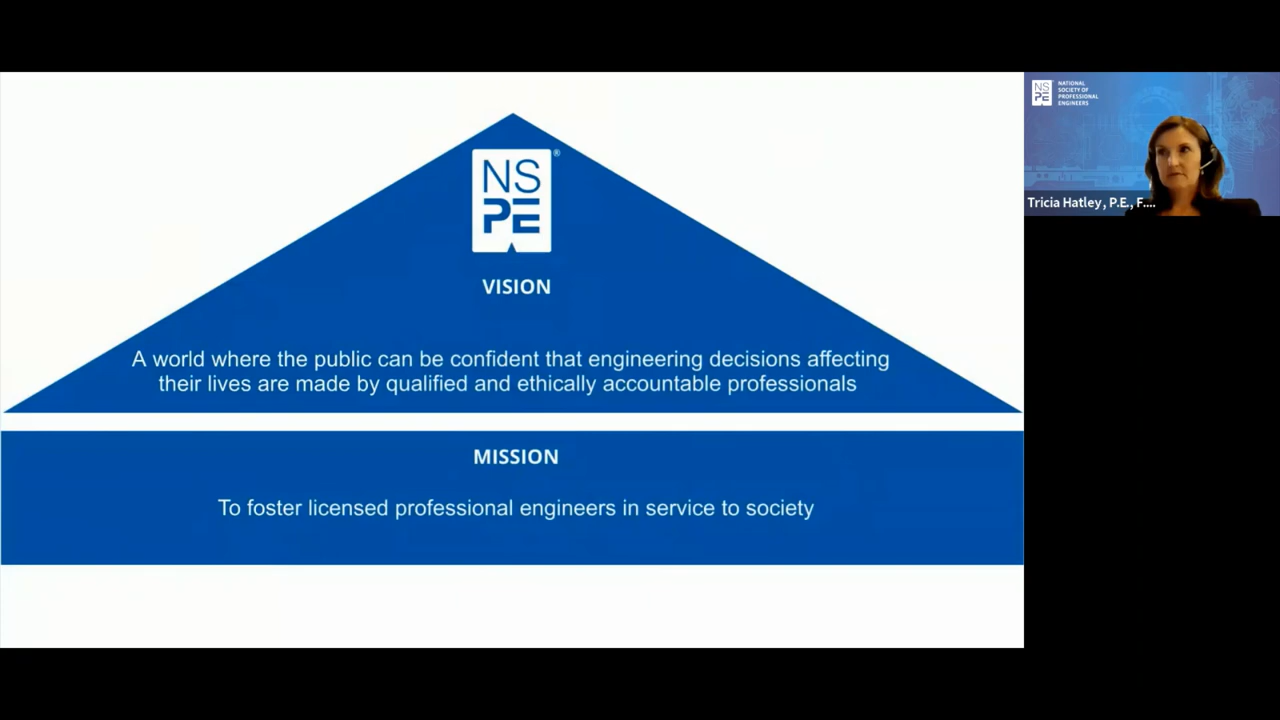 NS
PE
®
VISION
A world where the public can be confident that engineering decisions affecting
their lives are made by qualified and ethically accountable professionals
MISSION
To foster licensed professional engineers in service to society
NS
PE
NATIONAL
SOCIETY OF
PROFESSIONAL
ENGINEERS
Tricia Hatley, P.E., F....